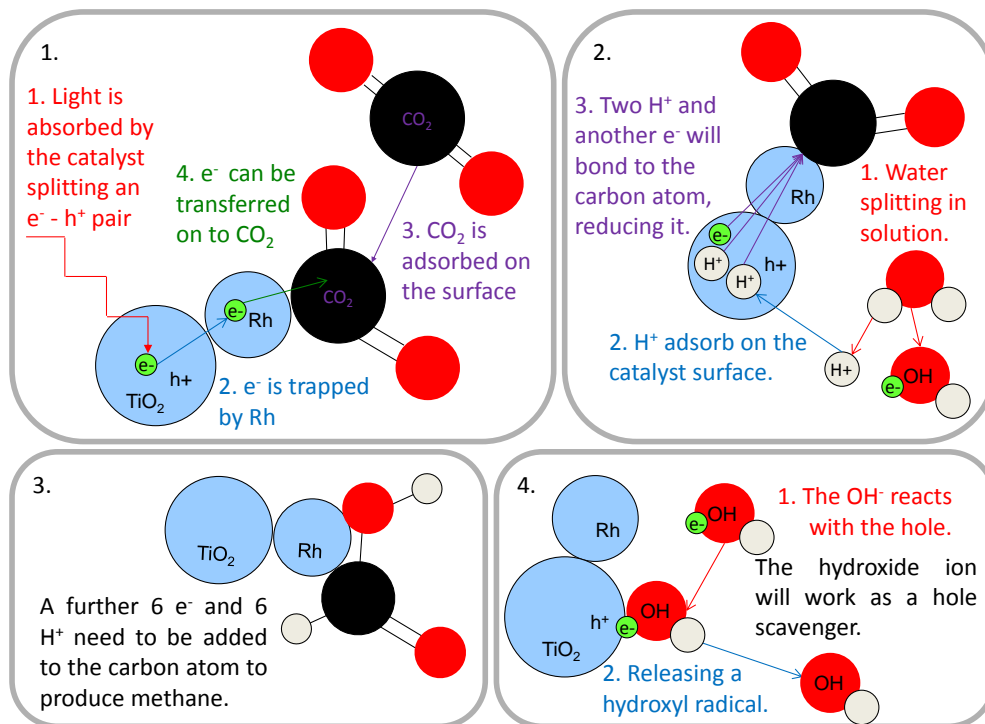 1.
1. Light is
absorbed by
the catalyst
splitting an
e⁻ - h⁺ pair
4. e⁻ can be
transferred
on to CO₂
CO₂
3. CO₂ is
adsorbed on
the surface
CO₂
e-
Rh
e-
h+
TiO₂
2. e⁻ is trapped
by Rh
2.
3. Two H⁺ and
another e⁻ will
bond to the
carbon atom,
reducing it.
Rh
e-
H⁺
H⁺
h+
1. Water
splitting in
solution.
2. H⁺ adsorb on the
catalyst surface.
H+
e-
OH
3.
TiO₂
Rh
A further 6 e⁻ and 6
H⁺ need to be added
to the carbon atom to
produce methane.
4.
Rh
e-
OH
1. The OH⁻ reacts
with the hole.
The hydroxide ion
will work as a hole
scavenger.
h⁺
e-
OH
TiO₂
2. Releasing a
hydroxyl radical.
OH